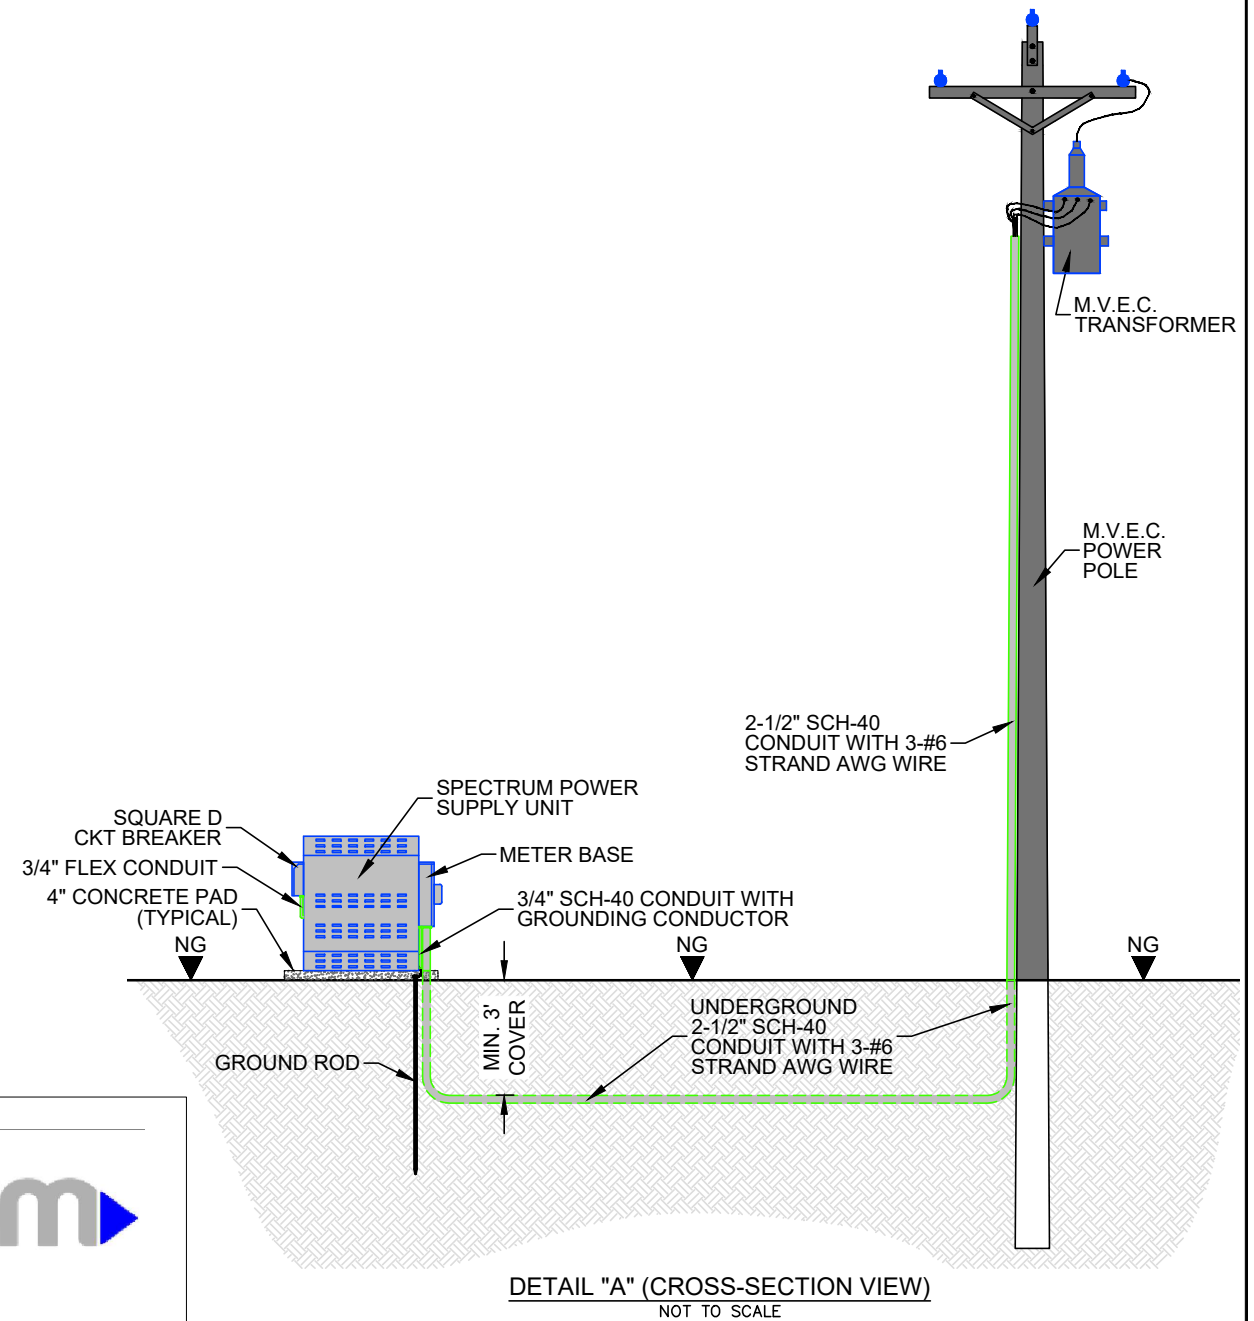 M.V.E.C.
TRANSFORMER
M.V.E.C.
POWER
POLE
2-1/2" SCH-40
CONDUIT WITH 3-#6
STRAND AWG WIRE
SPECTRUM POWER
SUPPLY UNIT
SQUARE D
CKT BREAKER
METER BASE
3/4" FLEX CONDUIT
4" CONCRETE PAD
(TYPICAL)
3/4" SCH-40 CONDUIT WITH
GROUNDING CONDUCTOR
NG
NG
NG
MIN. 3'
COVER
UNDERGROUND
2-1/2" SCH-40
CONDUIT WITH 3-#6
STRAND AWG WIRE
GROUND ROD
m
DETAIL "A" (CROSS-SECTION VIEW)
NOT TO SCALE